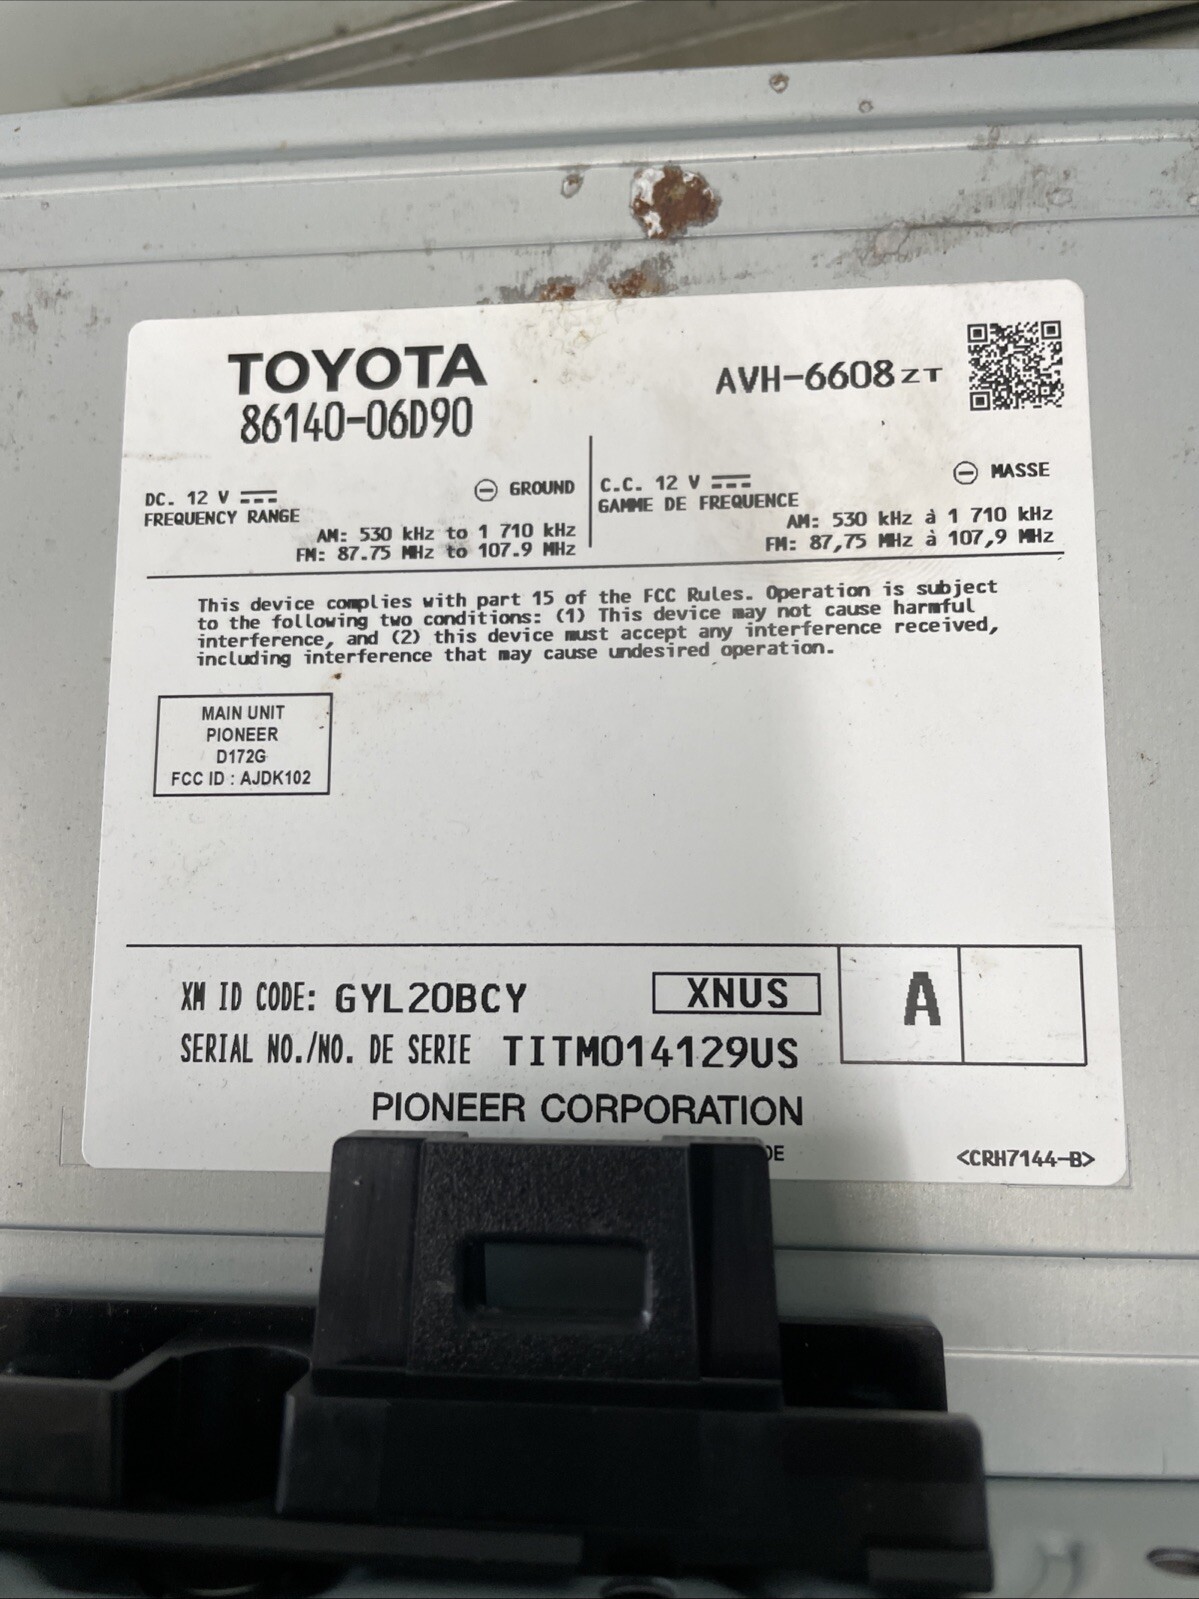 TOYOTA
86140-06D90
AVH-6608ZT
DC. 12 V
GROUND
FREQUENCY RANGE
AM: 530 kHz to 1 710 kHz
FM: 87.75 MHz to 107.9 MHz
C.C. 12 V
MASSE
GAMME DE FREQUENCE
AM: 530 kHz à 1 710 kHz
FM: 87,75 MHz à 107,9 MHz
This device complies with part 15 of the FCC Rules. Operation is subject
to the following two conditions: (1) This device may not cause harmful
interference, and (2) this device must accept any interference received,
including interference that may cause undesired operation.
MAIN UNIT
PIONEER
D172G
FCC ID : AJDK102
XM ID CODE: GYL20BCY
XNUS
A
SERIAL NO./NO. DE SERIE TITM014129US
PIONEER CORPORATION
<CRH7144-B>